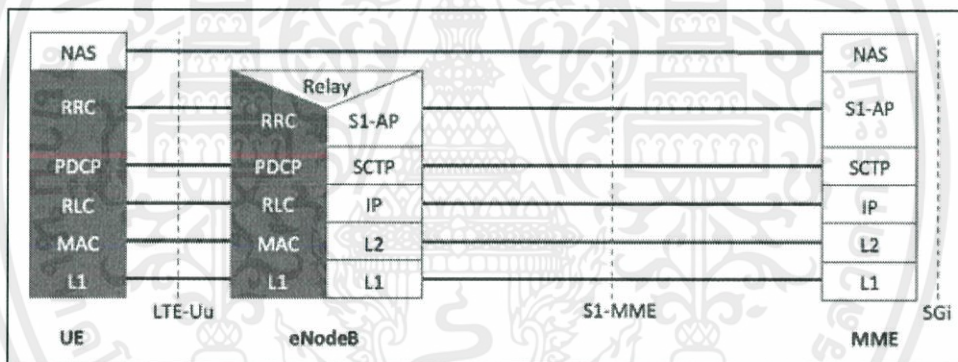 NAS NAS
Relay
RRC RRC S1-AP S1-AP
PDCP PDCP SCTP SCTP
RLC RLC IP IP
MAC MAC L2 L2
L1 L1 L1 L1
LTE-Uu S1-MME SGi
UE eNodeB MME